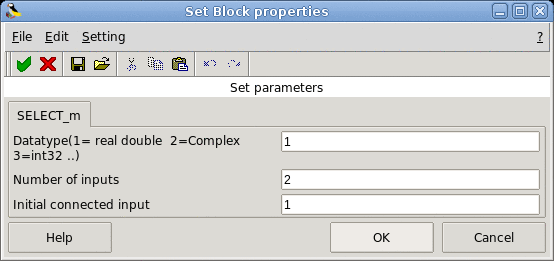 Set Block properties
File Edit Setting ?
Set parameters
SELECT_m
Datatype(1= real double 2=Complex
3=int32 ..)
1
Number of inputs 2
Initial connected input 1
Help OK Cancel